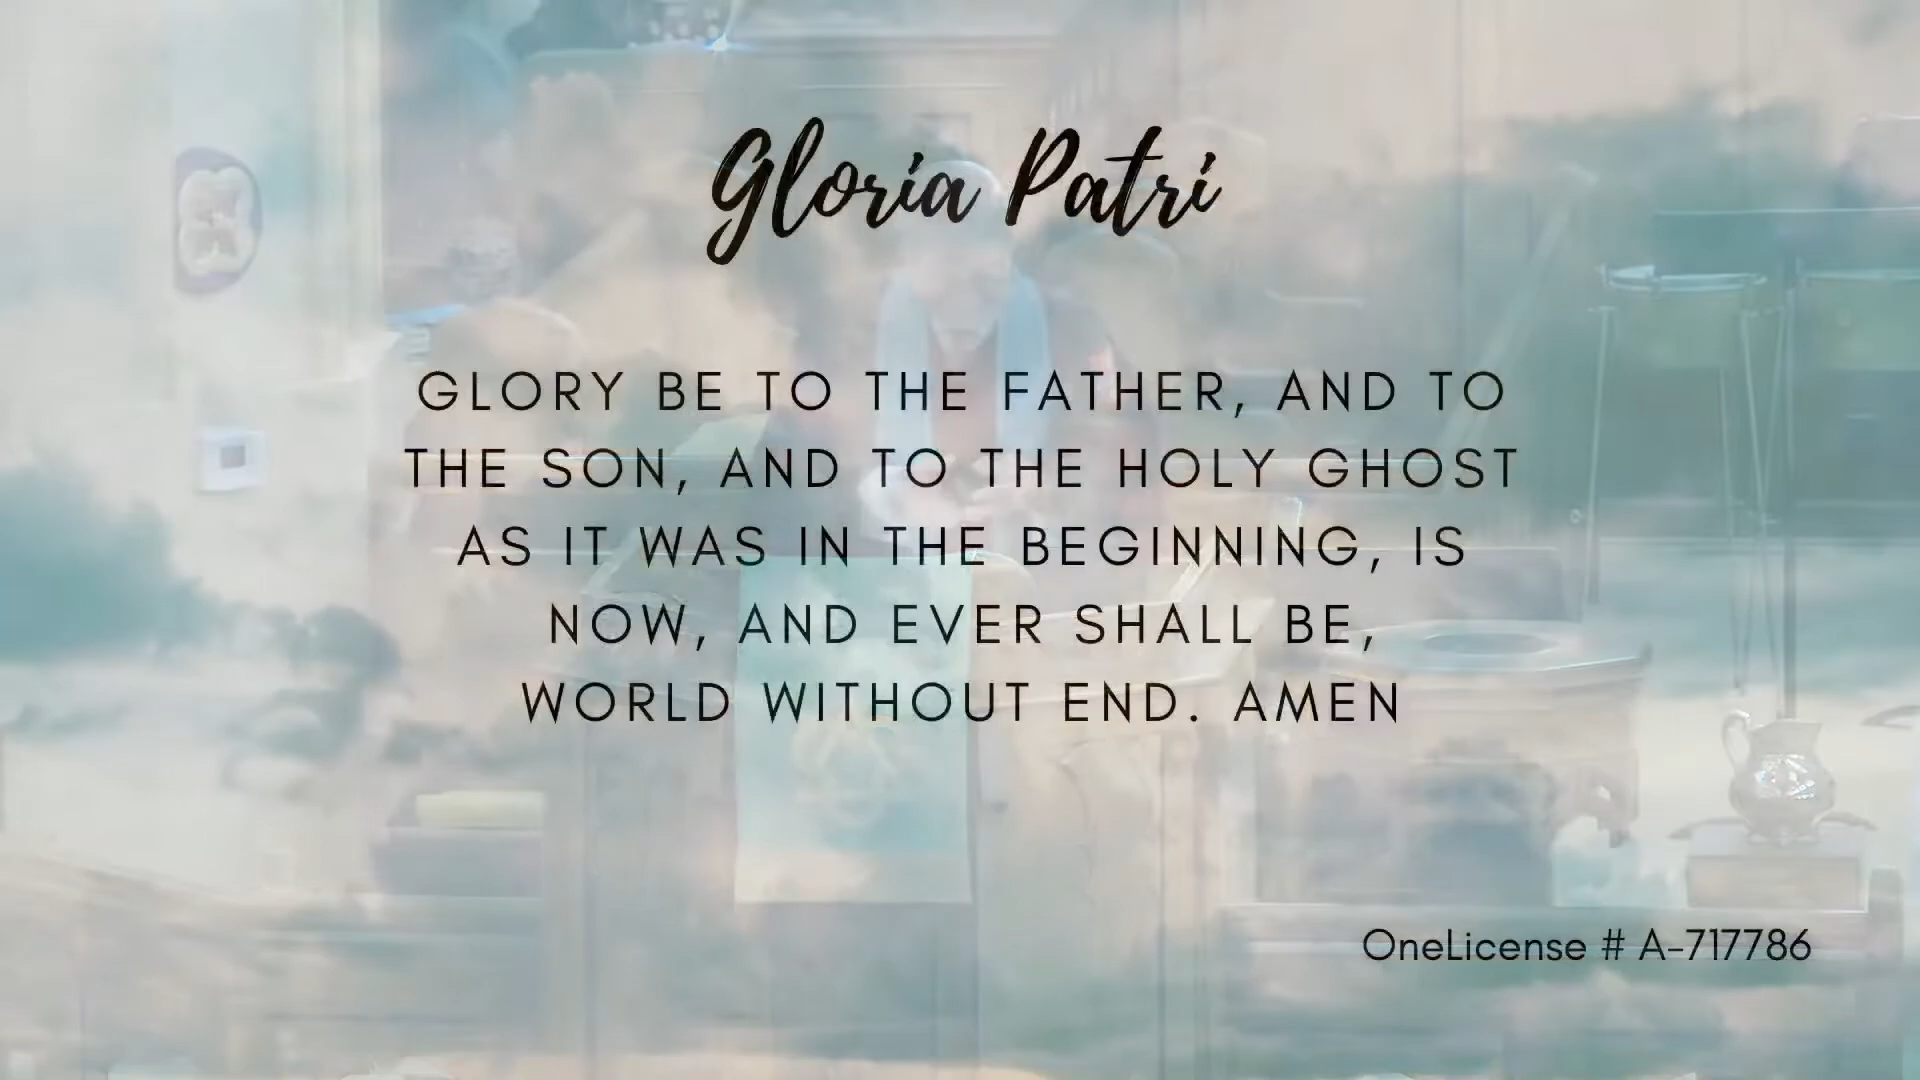 Gloria Patri
GLORY BE TO THE FATHER, AND TO
THE SON, AND TO THE HOLY GHOST
AS IT WAS IN THE BEGINNING, IS
NOW, AND EVER SHALL BE,
WORLD WITHOUT END. AMEN
OneLicense # A-717786